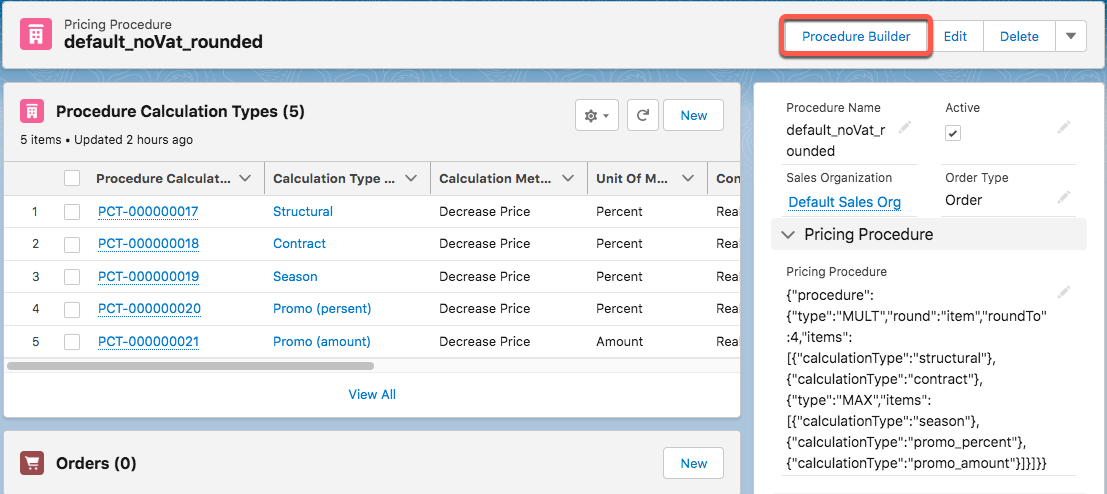 Pricing Procedure
default_noVat_rounded
Procedure Builder
Edit
Delete
Procedure Calculation Types (5)
New
5 items • Updated 2 hours ago
Procedure Calculat...
Calculation Type ...
Calculation Met...
Unit Of M...
Con
1 PCT-000000017 Structural Decrease Price Percent Rea
2 PCT-000000018 Contract Decrease Price Percent Rea
3 PCT-000000019 Season Decrease Price Percent Rea
4 PCT-000000020 Promo (persent) Decrease Price Percent Rea
5 PCT-000000021 Promo (amount) Decrease Price Amount Rea
View All
Orders (0)
New
Procedure Name
default_noVat_r
ounded
Active
Sales Organization
Default Sales Org
Order Type
Order
Pricing Procedure
Pricing Procedure
{"procedure":
{"type":"MULT","round":"item","roundTo"
:4,"items":
[{"calculationType":"structural"},
{"calculationType":"contract"},
{"type":"MAX","items":
[{"calculationType":"season"},
{"calculationType":"promo_percent"},
{"calculationType":"promo_amount"}]}]}}